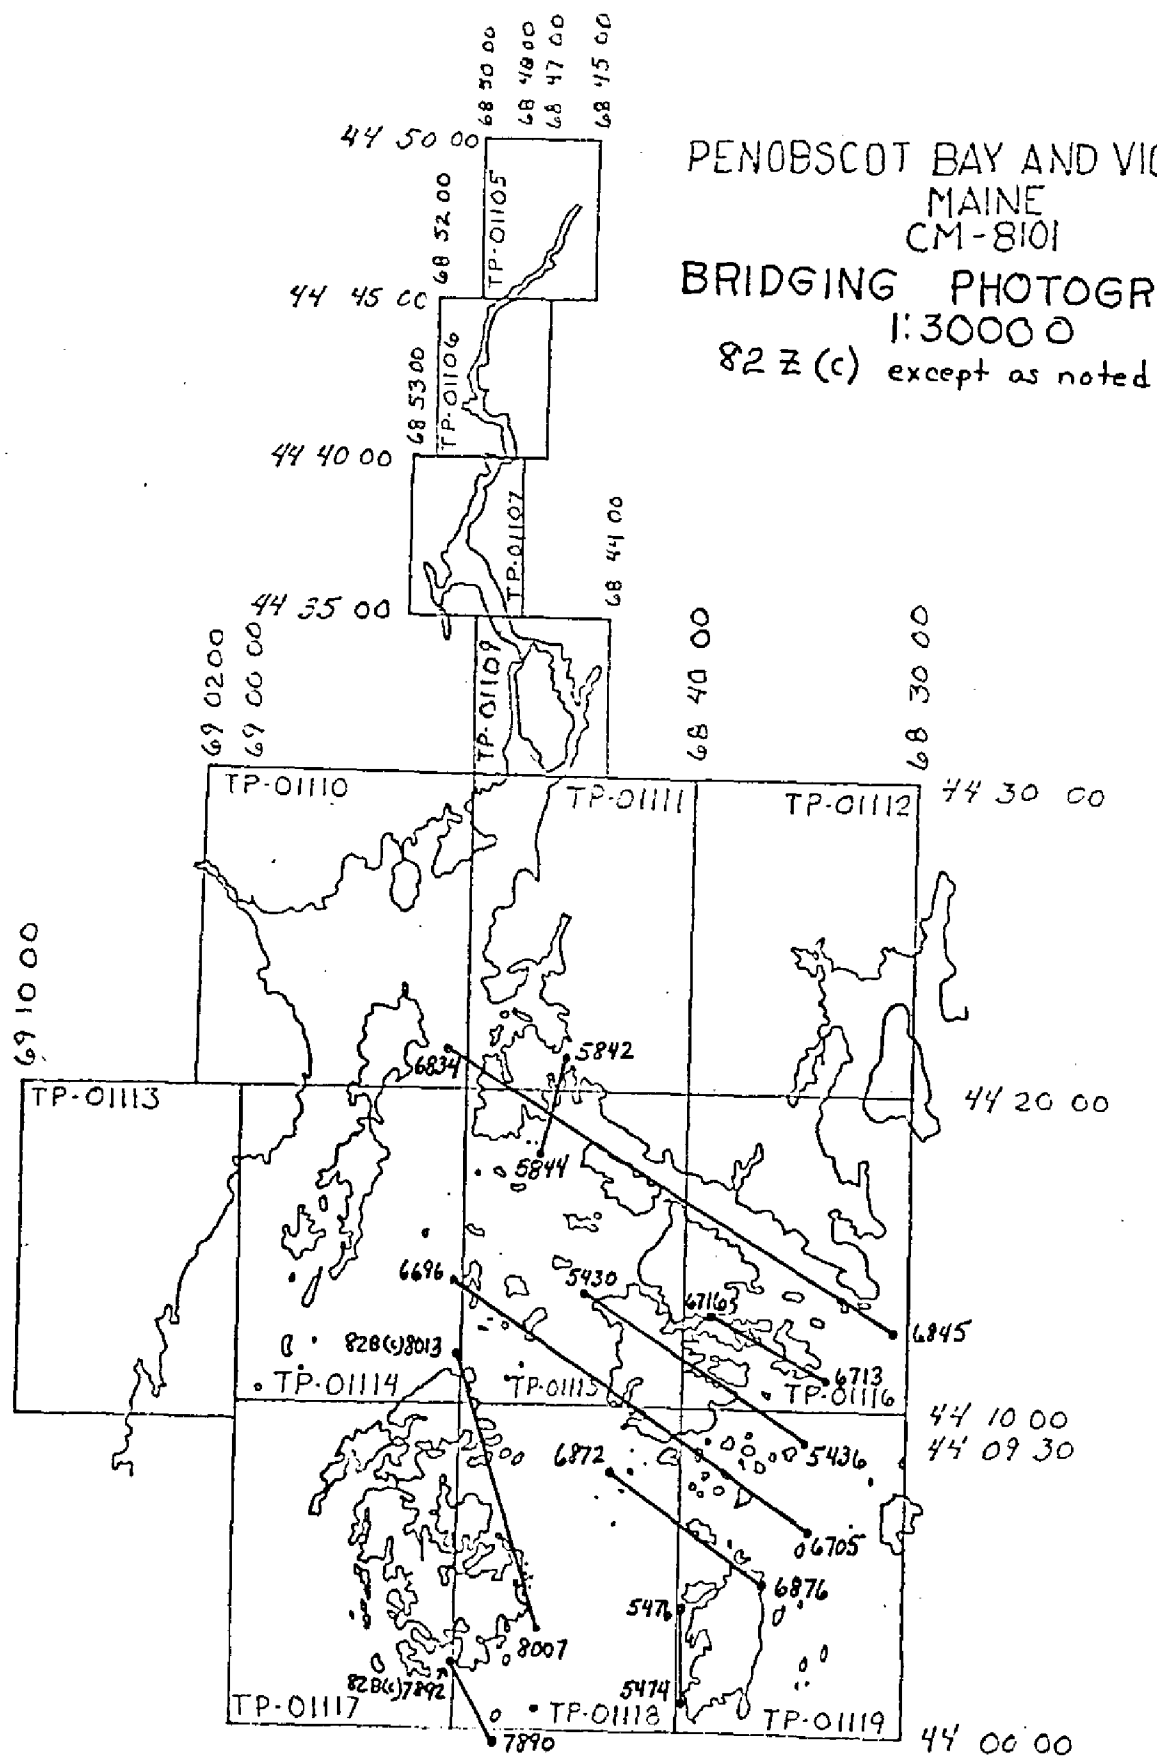 68 50 00
68 48 00
68 47 00
68 45 00
44 50 00
PENOBSCOT BAY AND VIC
MAINE
CM-8101
BRIDGING PHOTOGR
1:30000 0
82 Z (C) except as noted
68 52 00
TP-01105
44 45 00
68 53 00
TP-01106
44 40 00
TP-01107
68 44 00
44 35 00
69 02 00
69 00 00
TP-01109
68 40 00
68 30 00
TP-01110
TP-01111
TP-01112
44 30 00
69 10 00
6834
5842
TP-01113
44 20 00
5844
6696
5430
6716
6845
82B(c)8013
6713
TP-01114
TP-01115
TP-01116
44 10 00
44 09 30
6872
5436
6705
6876
5476
8007
82B(c)7892
5474
TP-01117
TP-01118
TP-01119
7890
44 00 00